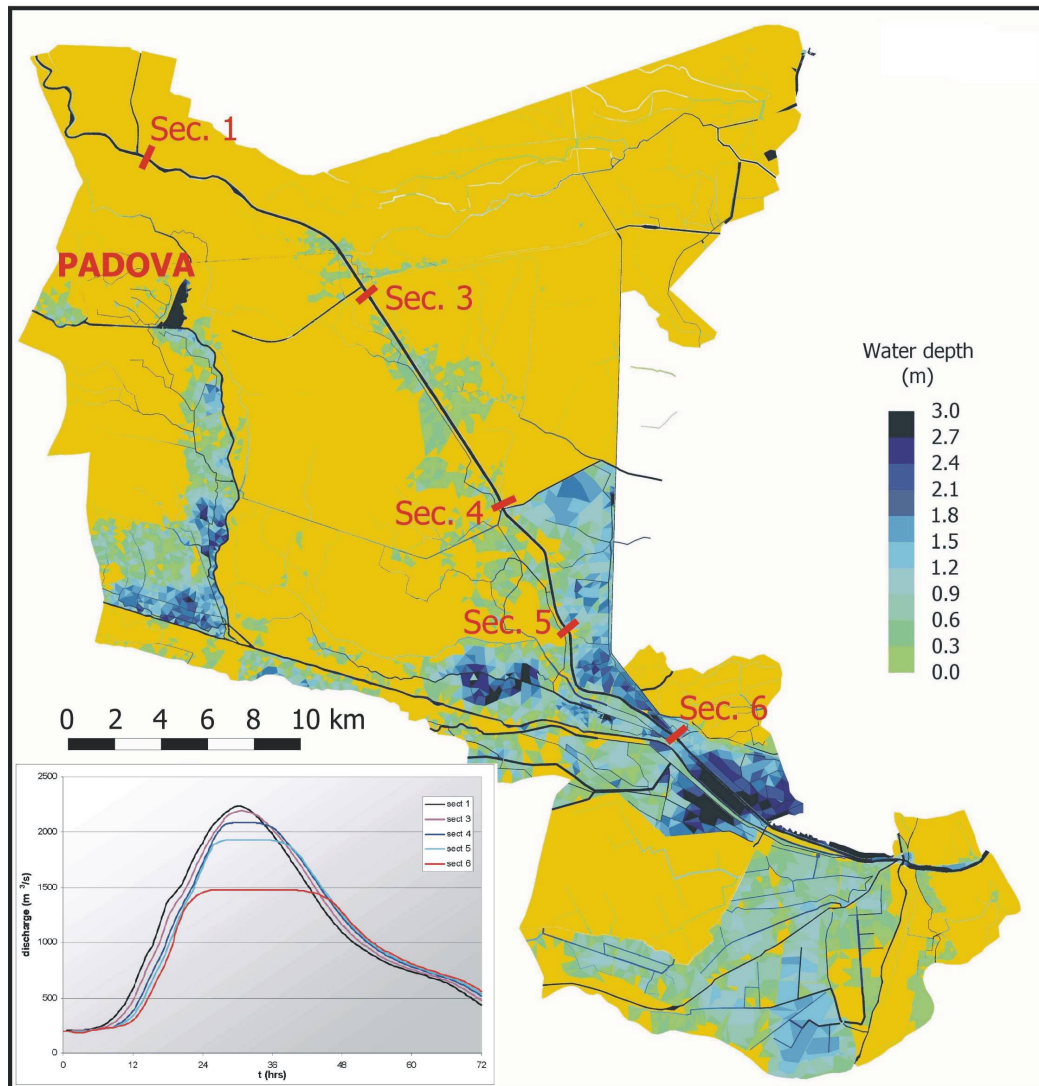 Sec. 1
PADOVA
Sec. 3
Water depth
(m)
3.0
2.7
2.4
2.1
1.8
1.5
1.2
0.9
0.6
0.3
0.0
Sec. 4
Sec. 5
Sec. 6
0 2 4 6 8 10 km
2500
2000
1500
1000
500
0
discharge (m³/s)
sect 1
sect 3
sect 4
sect 5
sect 6
0 12 24 36 48 60 72
t (hrs)